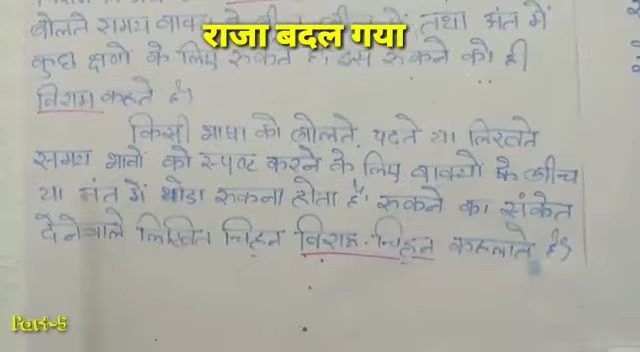 बोलते समय वाक्यों के बीच में तथा अंत में
राजा बदल गया
कुछ क्षणों के लिए रुकते हैं। इस रुकने को ही
विराम कहते हैं।
किसी भाषा को बोलते, पढते या लिखते
समय भावों को स्पष्ट करने के लिए वाक्यों के बीच
या अंत में थोडा रुकना होता है, रुकने का संकेत
देनेवाले लिखित चिह्न विराम-चिह्न कहलाते है।
Part-5